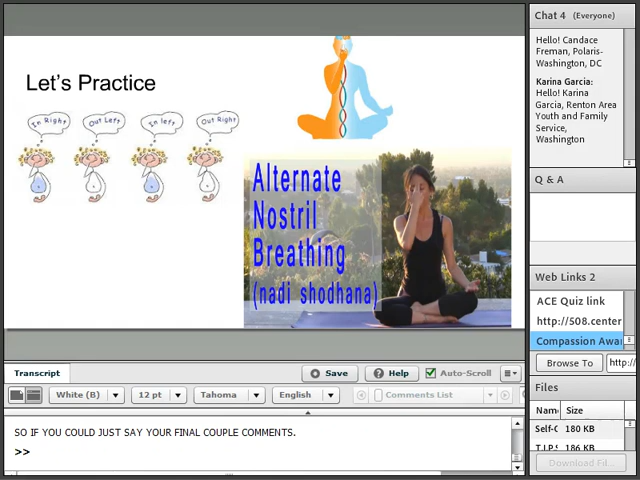 Let's Practice
In Right
Out Left
In left
Out Right
Alternate
Nostril
Breathing
(nadi shodhana)
Chat 4 (Everyone)
Hello! Candace
Freman, Polaris-
Washington, DC
Karina Garcia:
Hello! Karina
Garcia, Renton Area
Youth and Family
Service,
Washington
Q & A
Web Links 2
ACE Quiz link
http://508.center
Compassion Awar
Browse To
http://
Files
Name
Size
Self-C 180 KB
T.I.P.S 186 KB
Download Fil...
Transcript
Save
Help
Auto-Scroll
White (B)
12 pt
Tahoma
English
Comments List
SO IF YOU COULD JUST SAY YOUR FINAL COUPLE COMMENTS.
>>